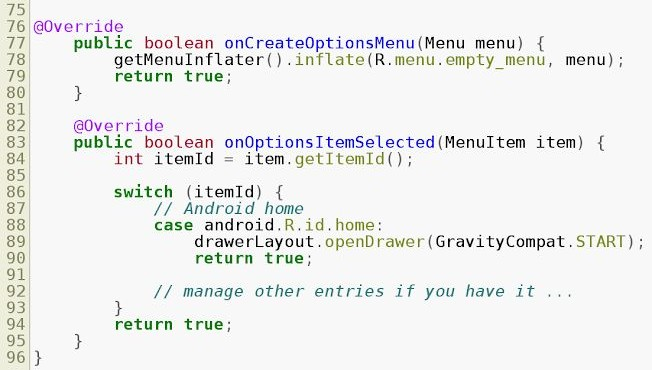 75
76 @Override
77     public boolean onCreateOptionsMenu(Menu menu) {
78         getMenuInflater().inflate(R.menu.empty_menu, menu);
79         return true;
80     }
81
82     @Override
83     public boolean onOptionsItemSelected(MenuItem item) {
84         int itemId = item.getItemId();
85
86         switch (itemId) {
87             // Android home
88             case android.R.id.home:
89                 drawerLayout.openDrawer(GravityCompat.START);
90                 return true;
91
92             // manage other entries if you have it ...
93         }
94         return true;
95     }
96 }